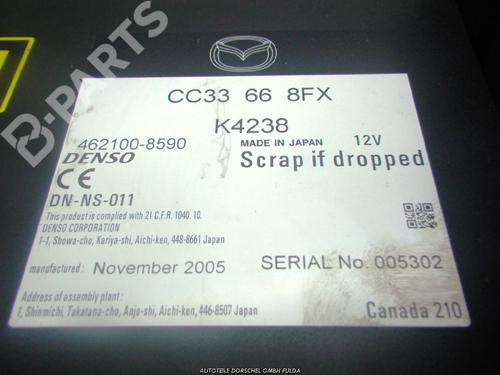 B-PARTS
CC33 66 8FX
K4238
462100-8590
MADE IN JAPAN 12V
DENSO
Scrap if dropped
CE
DN-NS-011
This product is complied with 21 C.F.R. 1040. 10.
DENSO CORPORATION
1-1, Showa-cho, Kariya-shi, Aichi-ken, 448-8661 Japan
manufactured: November 2005 SERIAL No. 005302
Address of assembly plant:
1, Shinmichi, Takatana-cho, Anjo-shi, Aichi-ken, 446-8507 Japan
Canada 210
AUTOTEILE DORSCHEL GMBH FULDA